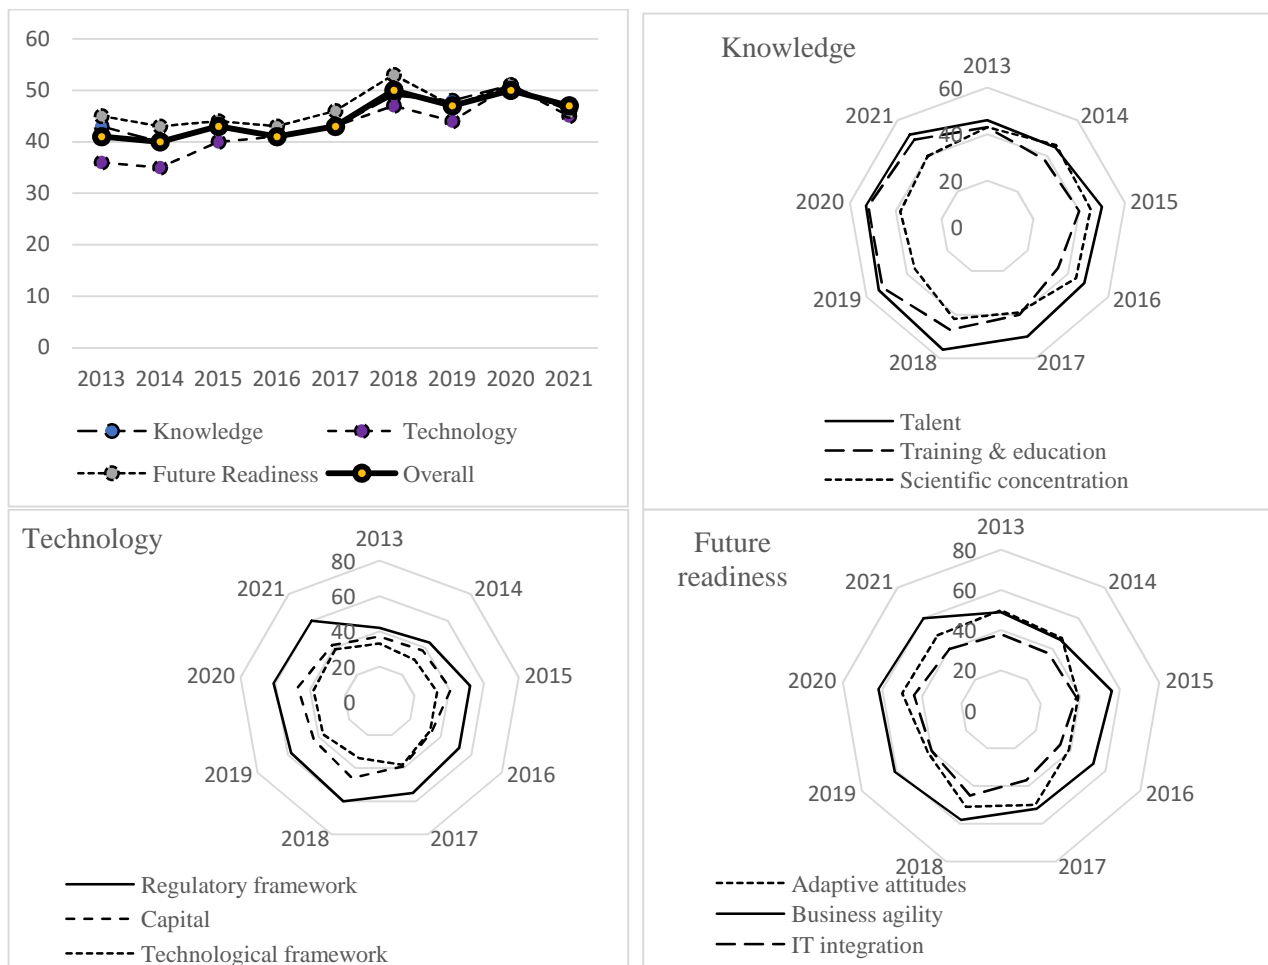 60
50
40
30
20
10
0
2013 2014 2015 2016 2017 2018 2019 2020 2021
Knowledge
Technology
Future Readiness
Overall
Knowledge
2013
60
2021
2014
40
20
2020
2015
0
2019
2016
2018
2017
Talent
Training & education
Scientific concentration
Technology
2013
80
2021
2014
60
40
20
2020
2015
0
2019
2016
2018
2017
Regulatory framework
Capital
Technological framework
Future
readiness
2013
80
2021
2014
60
40
20
2020
2015
0
2019
2016
2018
2017
Adaptive attitudes
Business agility
IT integration